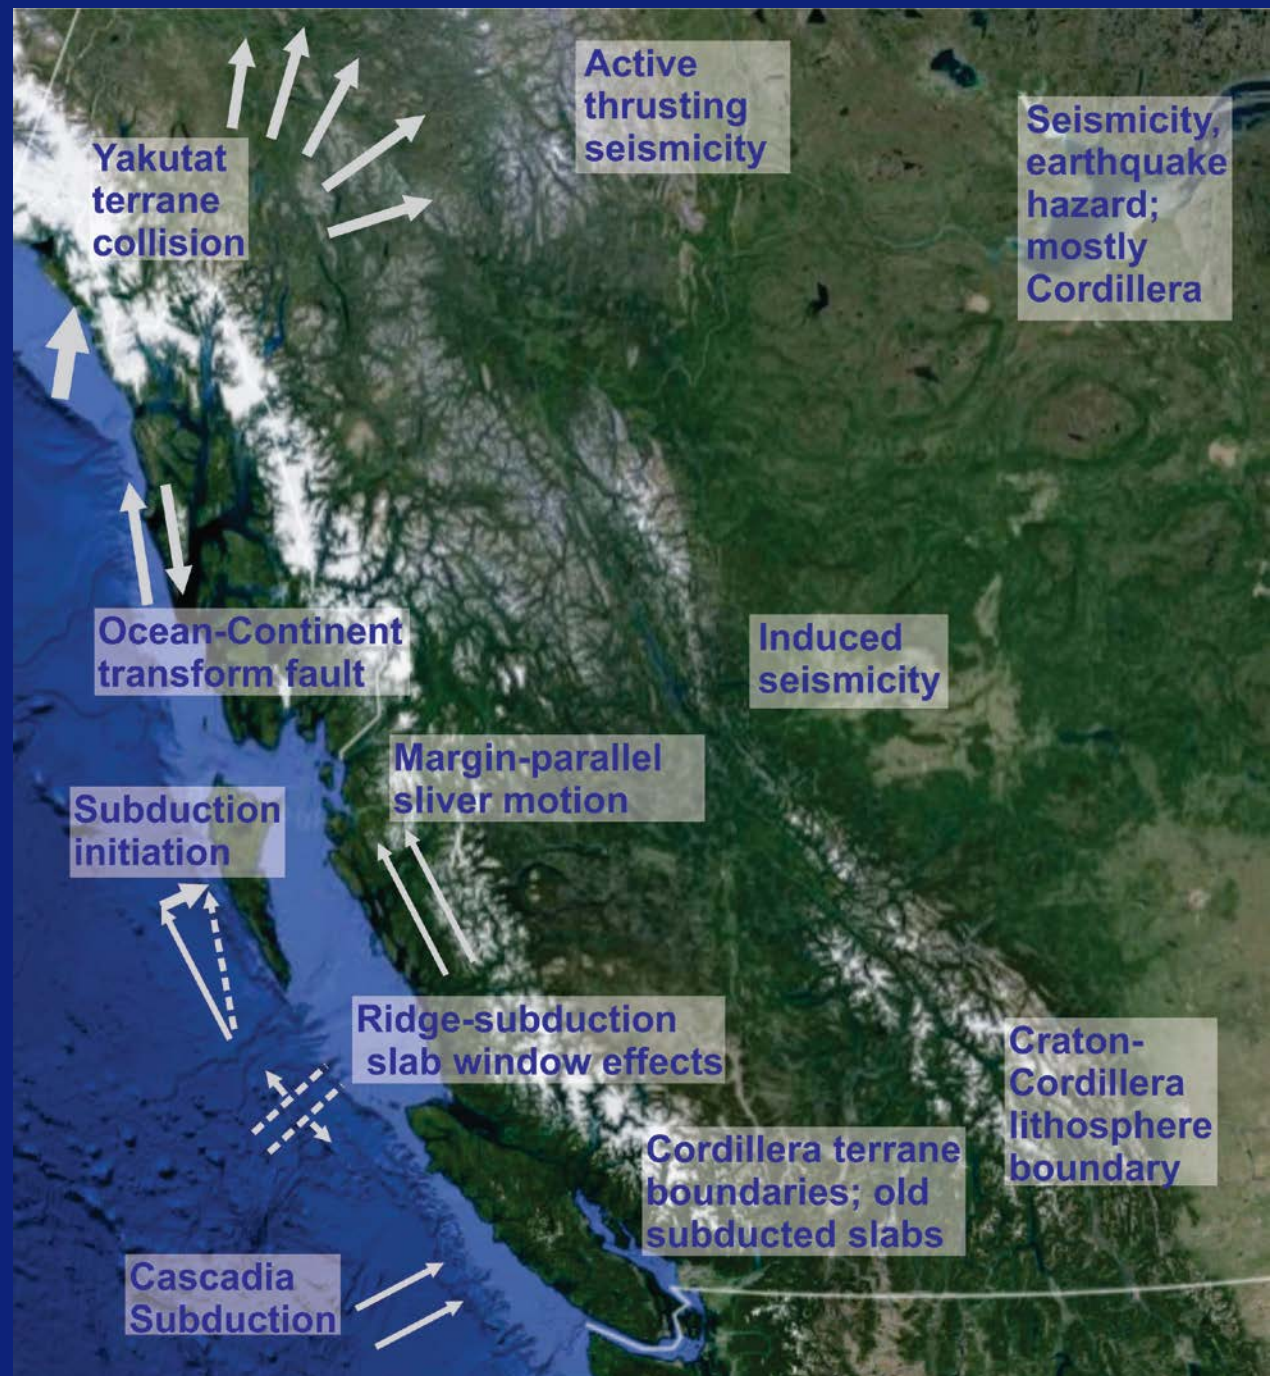 Active
thrusting
seismicity
Seismicity,
earthquake
hazard;
mostly
Cordillera
Yakutat
terrane
collision
Ocean-Continent
transform fault
Induced
seismicity
Margin-parallel
sliver motion
Subduction
initiation
Ridge-subduction
slab window effects
Craton-
Cordillera
lithosphere
boundary
Cordillera terrane
boundaries; old
subducted slabs
Cascadia
Subduction